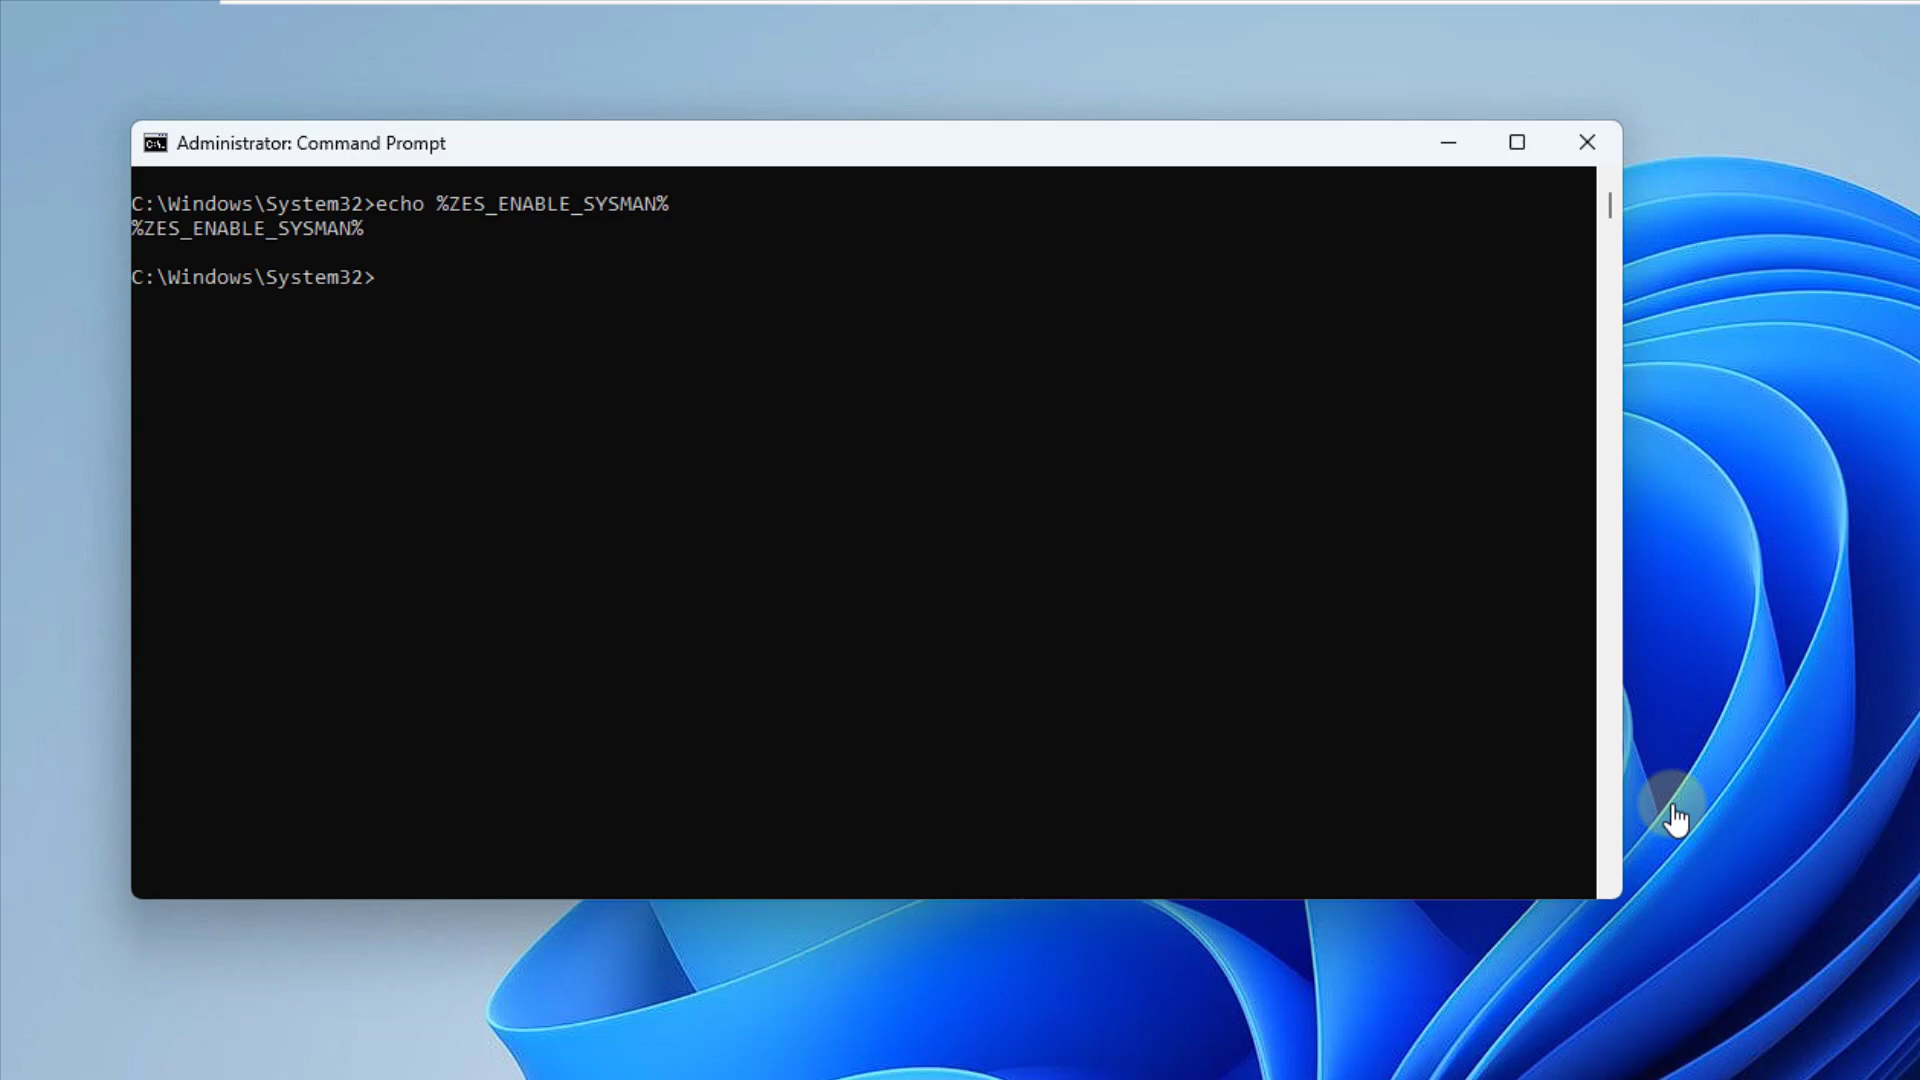 Administrator: Command Prompt
C:\Windows\System32>echo %ZES_ENABLE_SYSMAN%
%ZES_ENABLE_SYSMAN%
C:\Windows\System32>